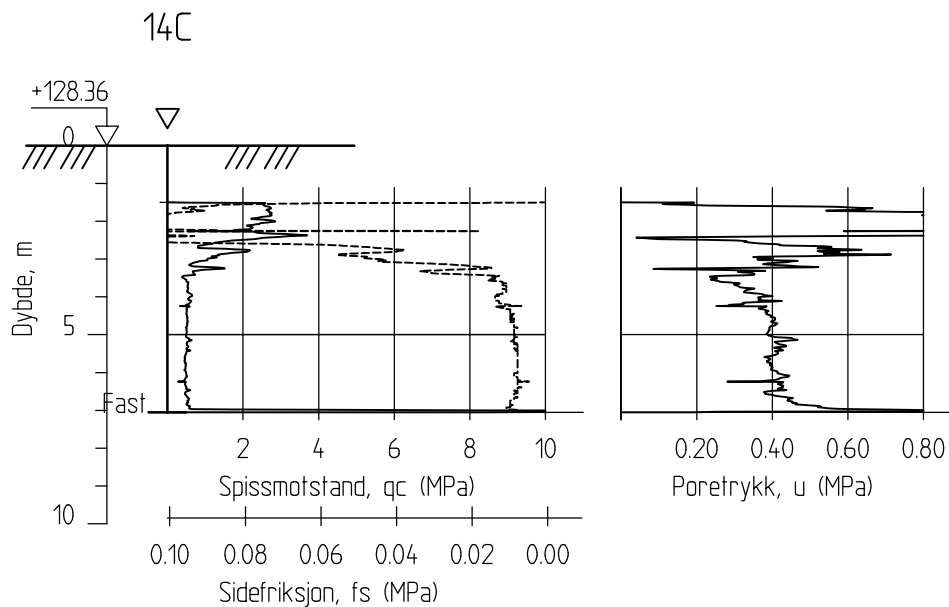 14C
+128.36
0
Dybde, m
5
Fast
10
2 4 6 8 10
Spissmotstand, qc (MPa)
0.10 0.08 0.06 0.04 0.02 0.00
Sidefriksjon, fs (MPa)
0.20 0.40 0.60 0.80
Poretrykk, u (MPa)